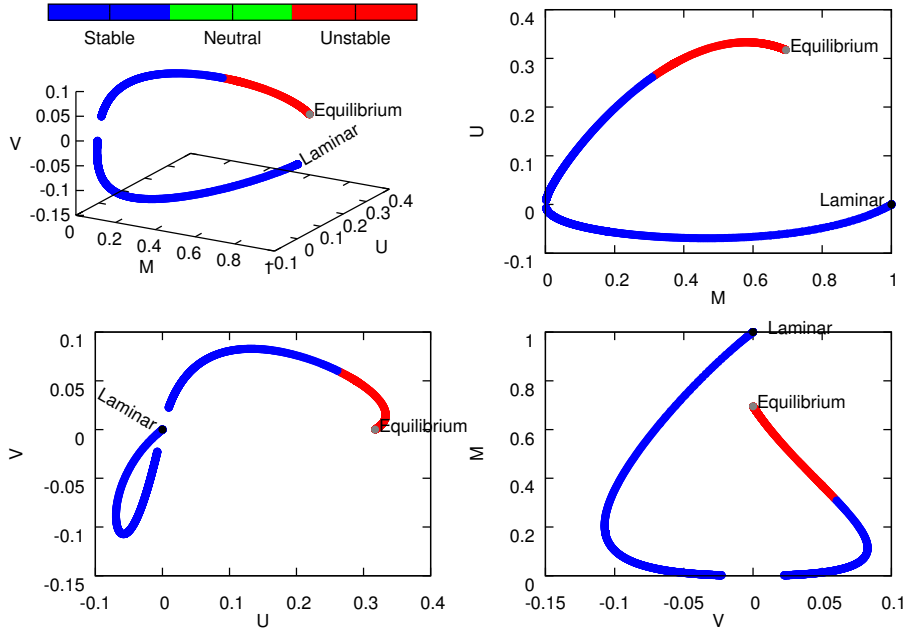 Stable Neutral Unstable
0.10
0.05
V 0
-0.05
-0.10
-0.15
Equilibrium
Laminar
0 0.2 0.4 0.6 0.8 1
M
-0.1 0 0.1 0.2 0.3 0.4
U
0.4
0.3
U 0.2
0.1
0
-0.1
Equilibrium
Laminar
0 0.2 0.4 0.6 0.8 1
M
0.1
0.05
V 0
-0.05
-0.1
-0.15
Laminar
Equilibrium
-0.1 0 0.1 0.2 0.3 0.4
U
1
0.8
0.6
M
0.4
0.2
0
Laminar
Equilibrium
-0.15 -0.10 -0.05 0 0.05 0.1
V